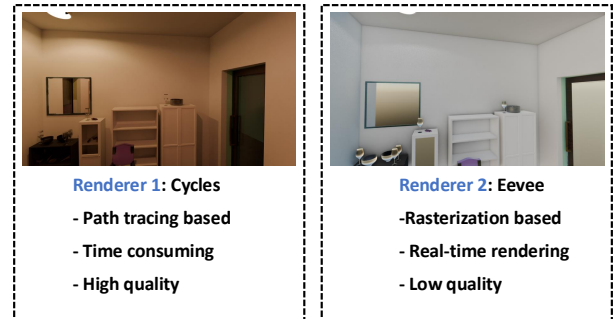 Renderer 1: Cycles
- Path tracing based
- Time consuming
- High quality
Renderer 2: Eevee
-Rasterization based
- Real-time rendering
- Low quality